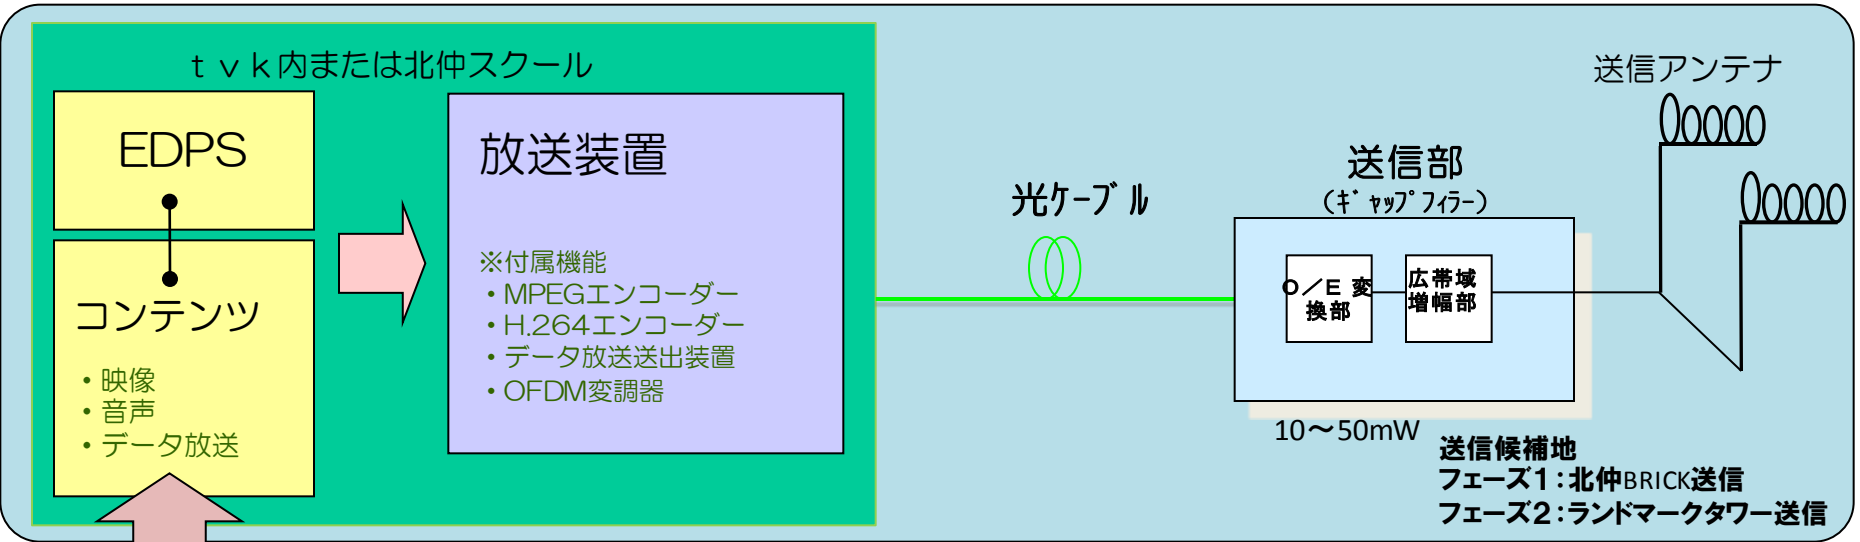 ｔｖｋ内または北仲スクール
EDPS
コンテンツ
・映像
・音声
・データ放送
放送装置
※付属機能
・MPEGエンコーダー
・H.264エンコーダー
・データ放送送出装置
・OFDM変調器
光ｹｰﾌﾞﾙ
送信部
(ｷﾞｬｯﾌﾟﾌｨﾗｰ)
O／E 変
換部
広帯域
増幅部
10～50mW
送信アンテナ
送信候補地
フェーズ1：北仲BRICK送信
フェーズ2：ランドマークタワー送信